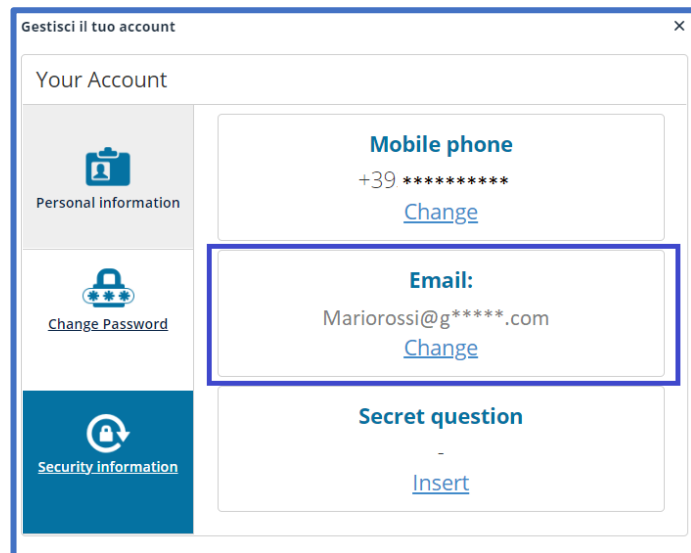 Gestisci il tuo account
×
Your Account
Personal information
Change Password
Security information
Mobile phone
+39 **********
Change
Email:
Mariorossi@g*****.com
Change
Secret question
-
Insert